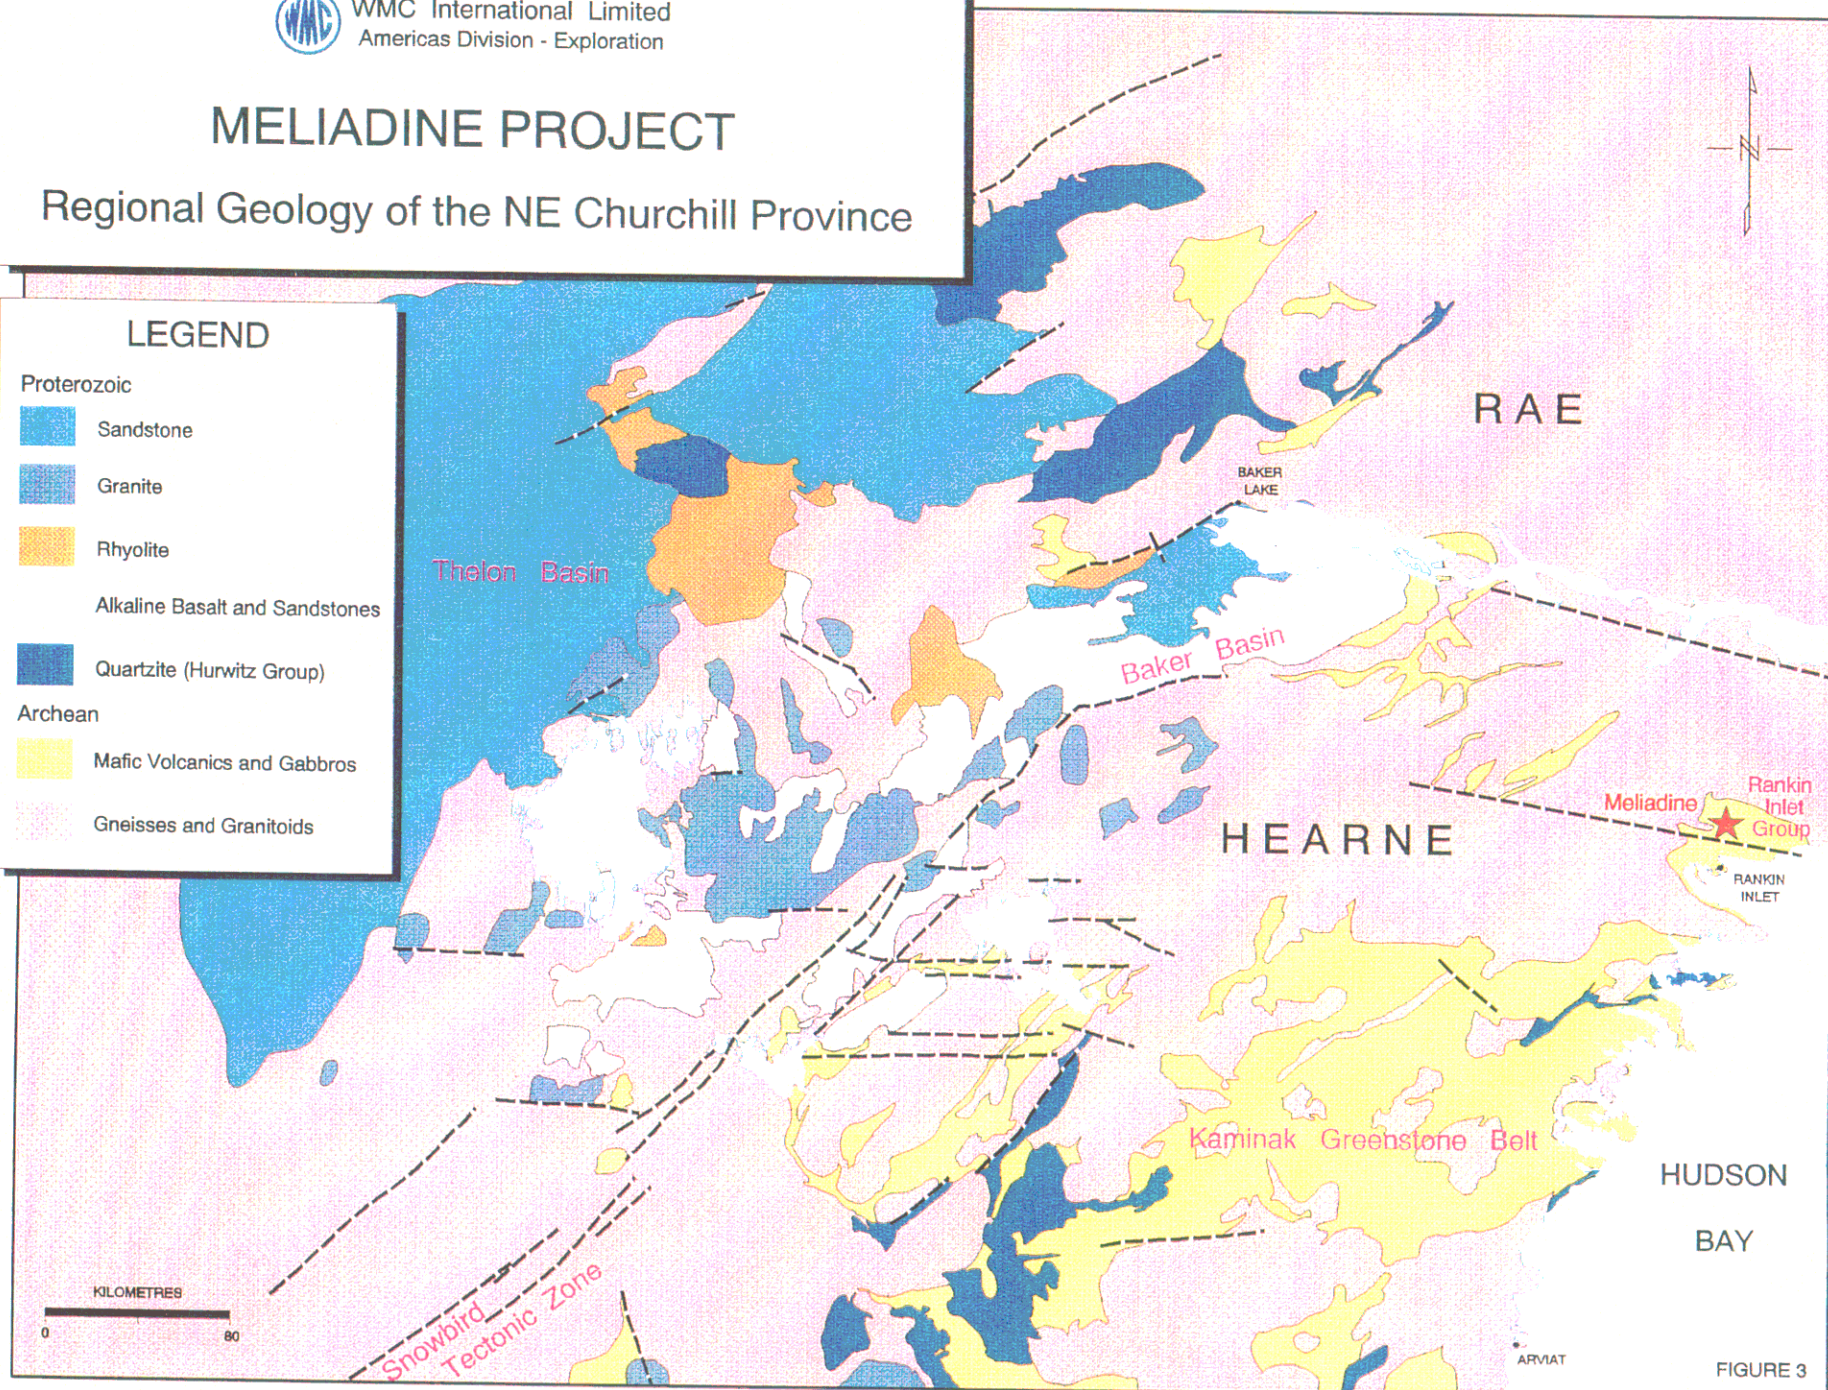 WMC
WMC International Limited
Americas Division - Exploration
MELIADINE PROJECT
Regional Geology of the NE Churchill Province
LEGEND
Proterozoic
Sandstone
Granite
Rhyolite
Alkaline Basalt and Sandstones
Quartzite (Hurwitz Group)
Archean
Mafic Volcanics and Gabbros
Gneisses and Granitoids
N
RAE
BAKER
LAKE
Thelon Basin
Baker Basin
HEARNE
Meliadine
Rankin
Inlet
Group
RANKIN
INLET
Kaminak Greenstone Belt
HUDSON
BAY
Snowbird
Tectonic Zone
KILOMETRES
0 80
ARVIAT
FIGURE 3